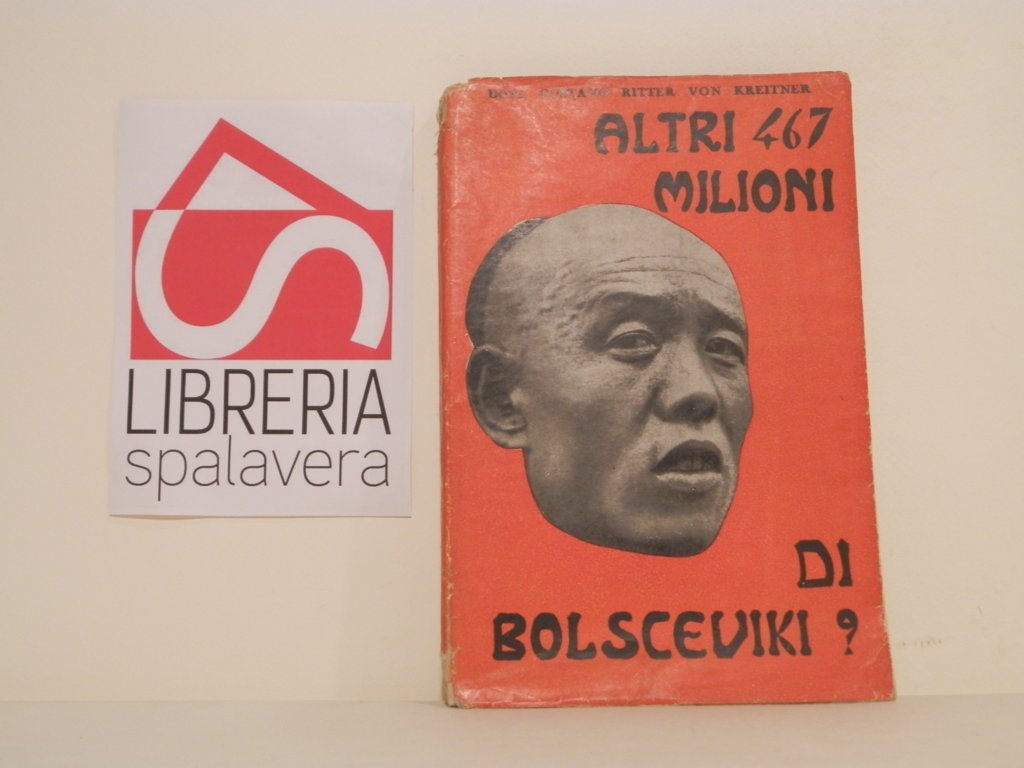 LIBRERIA
spalavera
RITTER VON KREITNER
ALTRI 467
MILIONI
DI
BOLSCEVIKI ?